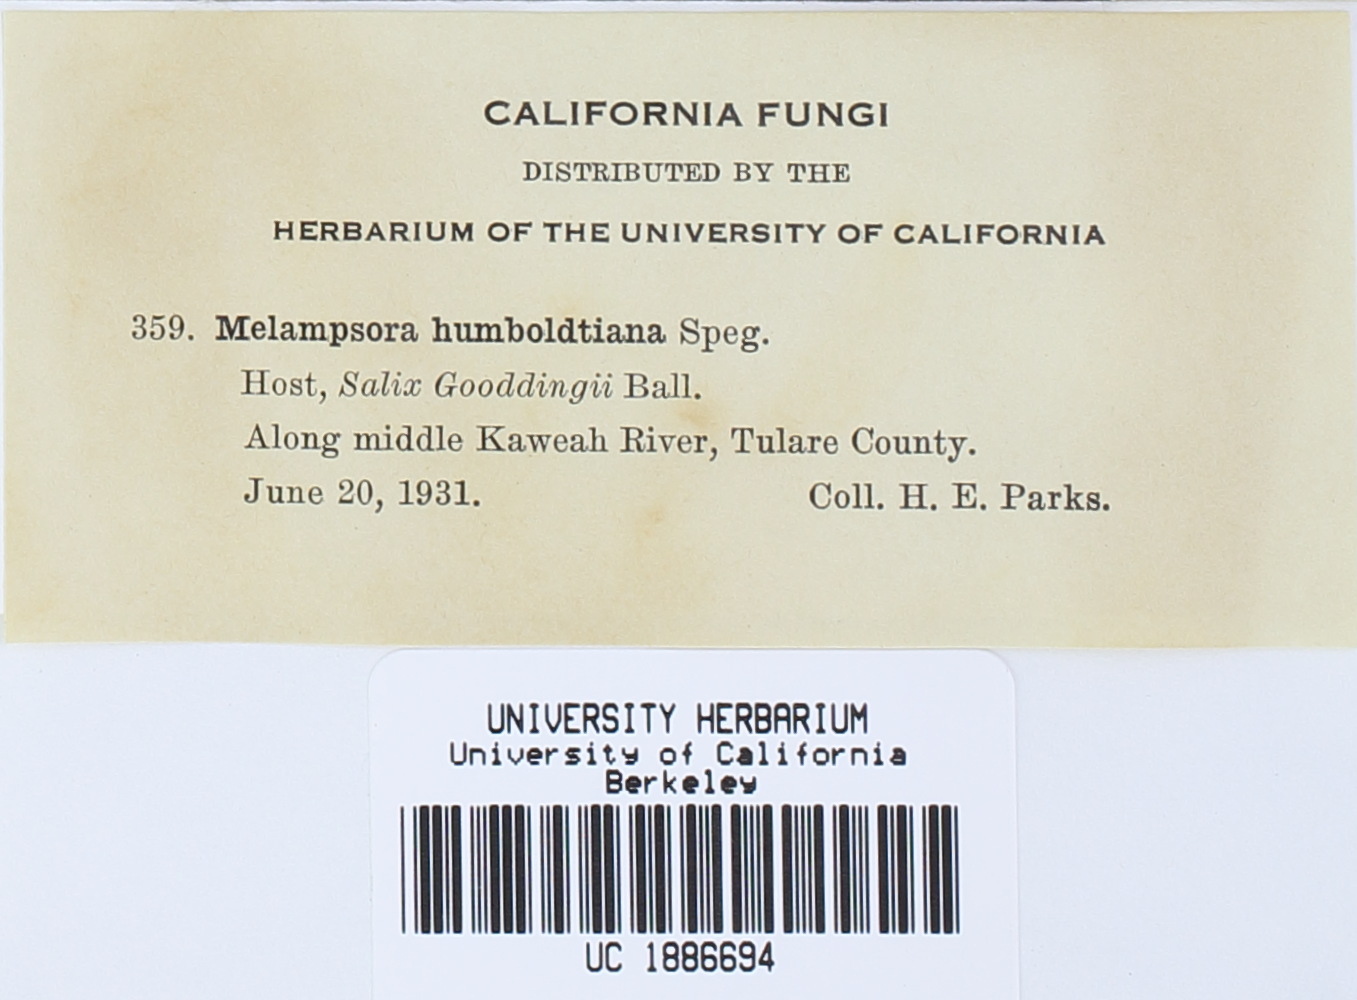 CALIFORNIA FUNGI
DISTRIBUTED BY THE
HERBARIUM OF THE UNIVERSITY OF CALIFORNIA
359. Melampsora humboldtiana Speg.
Host, Salix Gooddingii Ball.
Along middle Kaweah River, Tulare County.
June 20, 1931. Coll. H. E. Parks.
UNIVERSITY HERBARIUM
University of California
Berkeley
UC 1886694